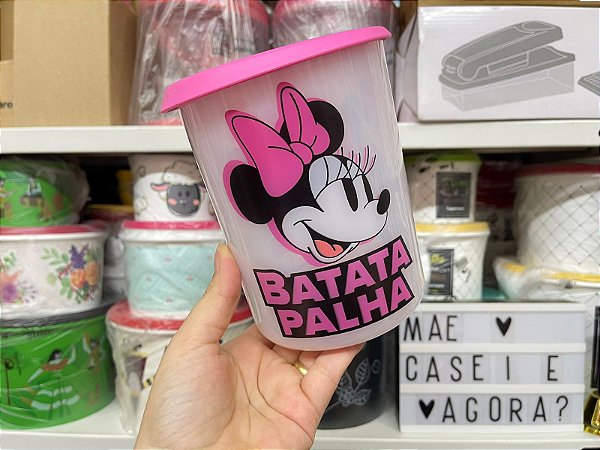 BATATA
PALHA
MAE ♥
CASEI E
♥ AGORA?